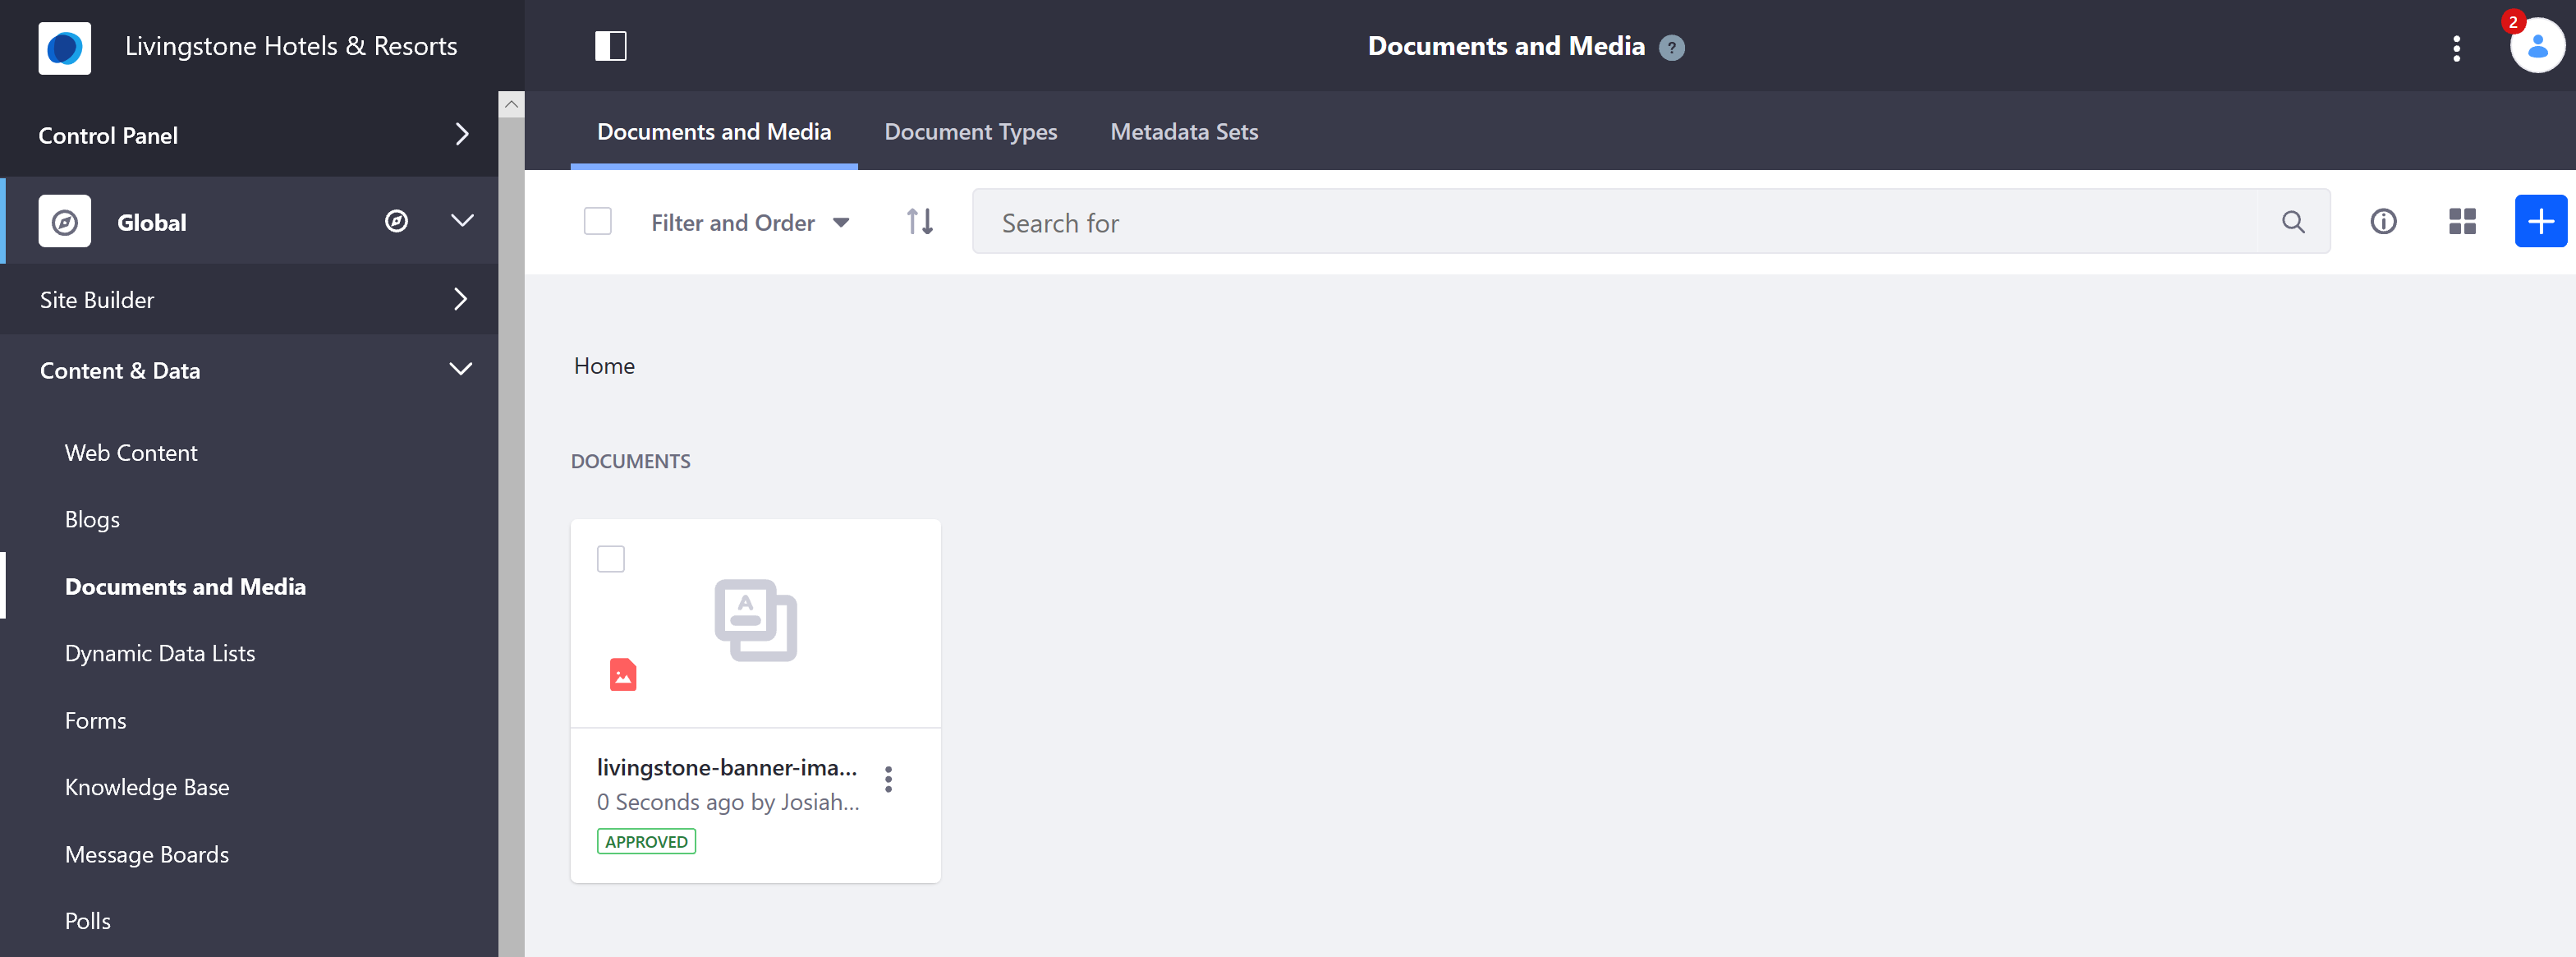 Livingstone Hotels & Resorts
Documents and Media ?
2
Control Panel
Global
Site Builder
Content & Data
Web Content
Blogs
Documents and Media
Dynamic Data Lists
Forms
Knowledge Base
Message Boards
Polls
Documents and Media Document Types Metadata Sets
Filter and Order
Search for
Home
DOCUMENTS
A
livingstone-banner-ima...
0 Seconds ago by Josiah...
APPROVED